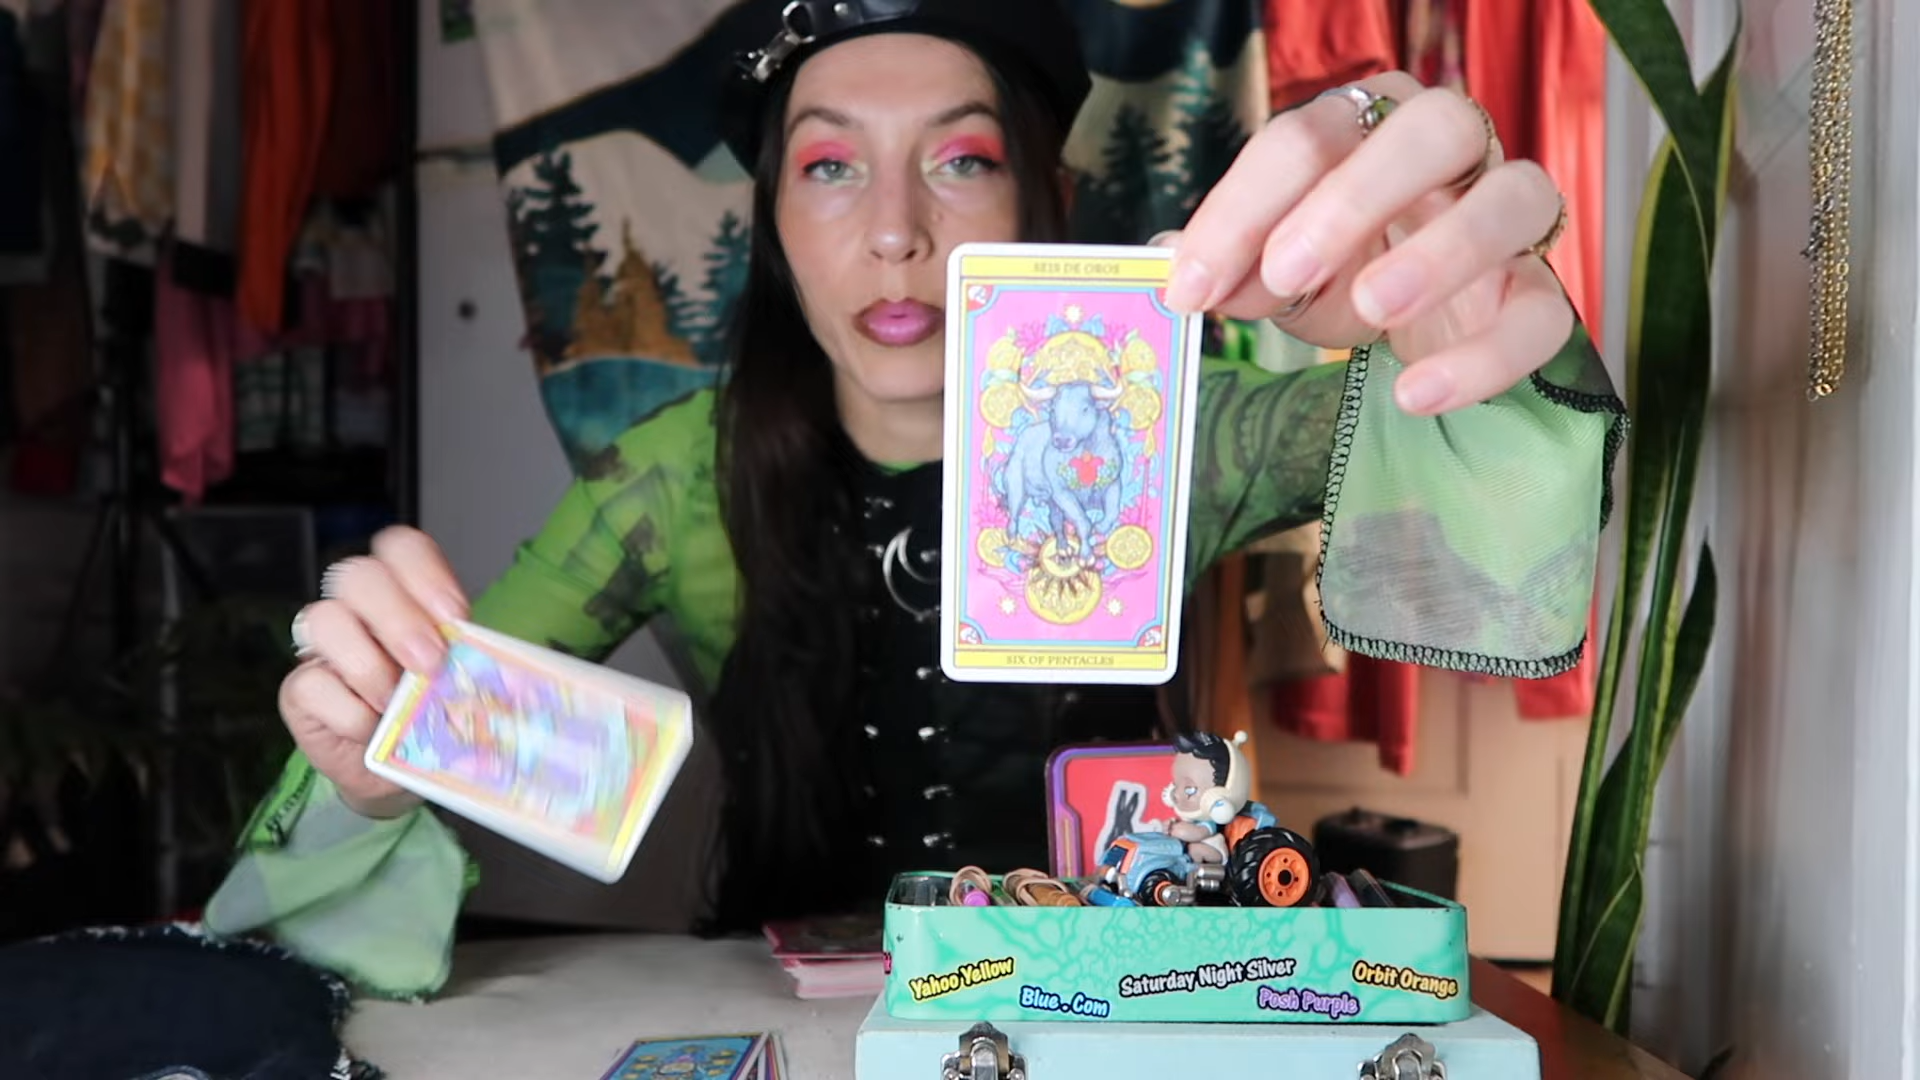 SEIS DE OROS
SIX OF PENTACLES
Yahoo Yellow
Blue.Com
Saturday Night Silver
Posh Purple
Orbit Orange